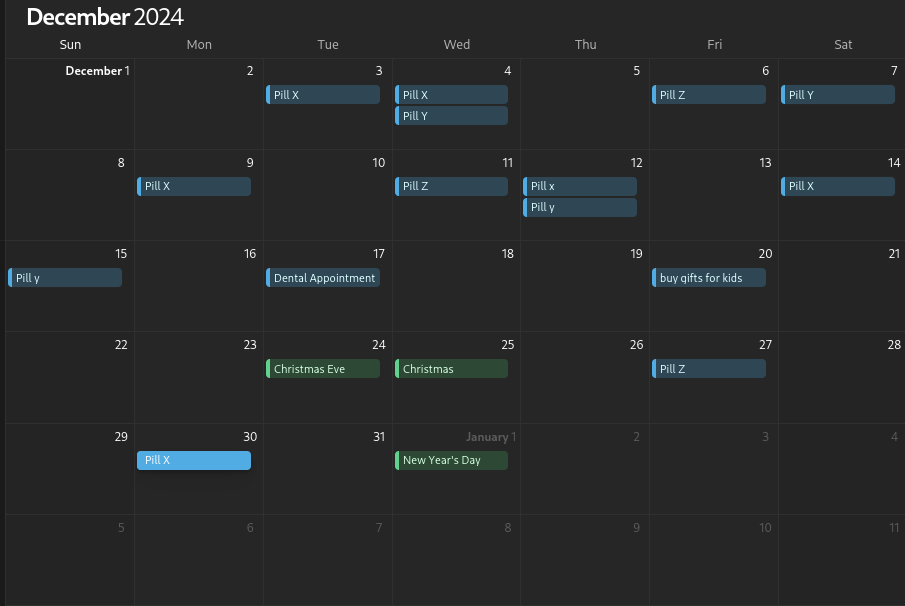 December 2024
Sun Mon Tue Wed Thu Fri Sat
December 1 2 3 4 5 6 7
Pill X Pill X Pill Z Pill Y
Pill Y
8 9 10 11 12 13 14
Pill X Pill Z Pill x Pill X
Pill y
15 16 17 18 19 20 21
Pill y Dental Appointment buy gifts for kids
22 23 24 25 26 27 28
Christmas Eve Christmas Pill Z
29 30 31 January 1 2 3 4
Pill X New Year's Day
5 6 7 8 9 10 11